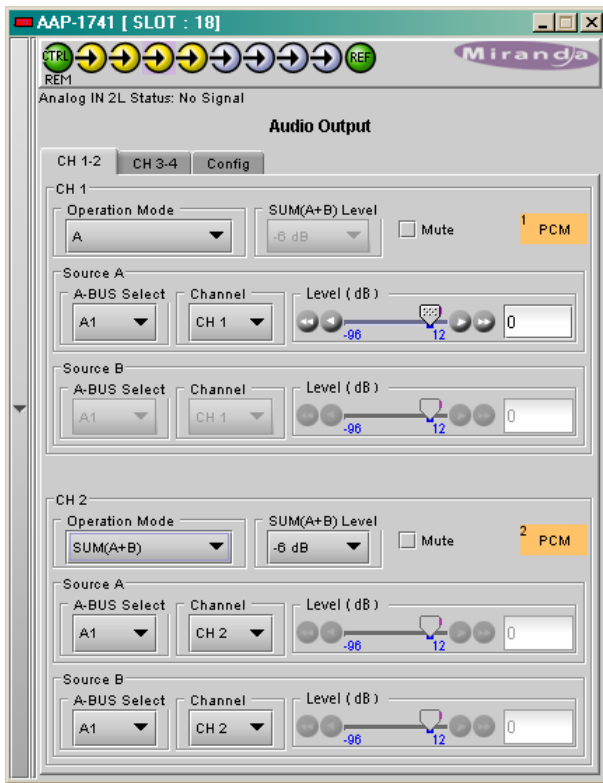 AAP-1741 [ SLOT : 18]
CTRL REF Miranda
REM
Analog IN 2L Status: No Signal
Audio Output
CH 1-2 CH 3-4 Config
CH 1
Operation Mode SUM(A+B) Level
A -6 dB Mute 1 PCM
Source A
A-BUS Select Channel Level ( dB )
A1 CH 1 -96 12 0
Source B
A-BUS Select Channel Level ( dB )
A1 CH 1 -96 12 0
CH 2
Operation Mode SUM(A+B) Level
SUM(A+B) -6 dB Mute 2 PCM
Source A
A-BUS Select Channel Level ( dB )
A1 CH 2 -96 12 0
Source B
A-BUS Select Channel Level ( dB )
A1 CH 2 -96 12 0